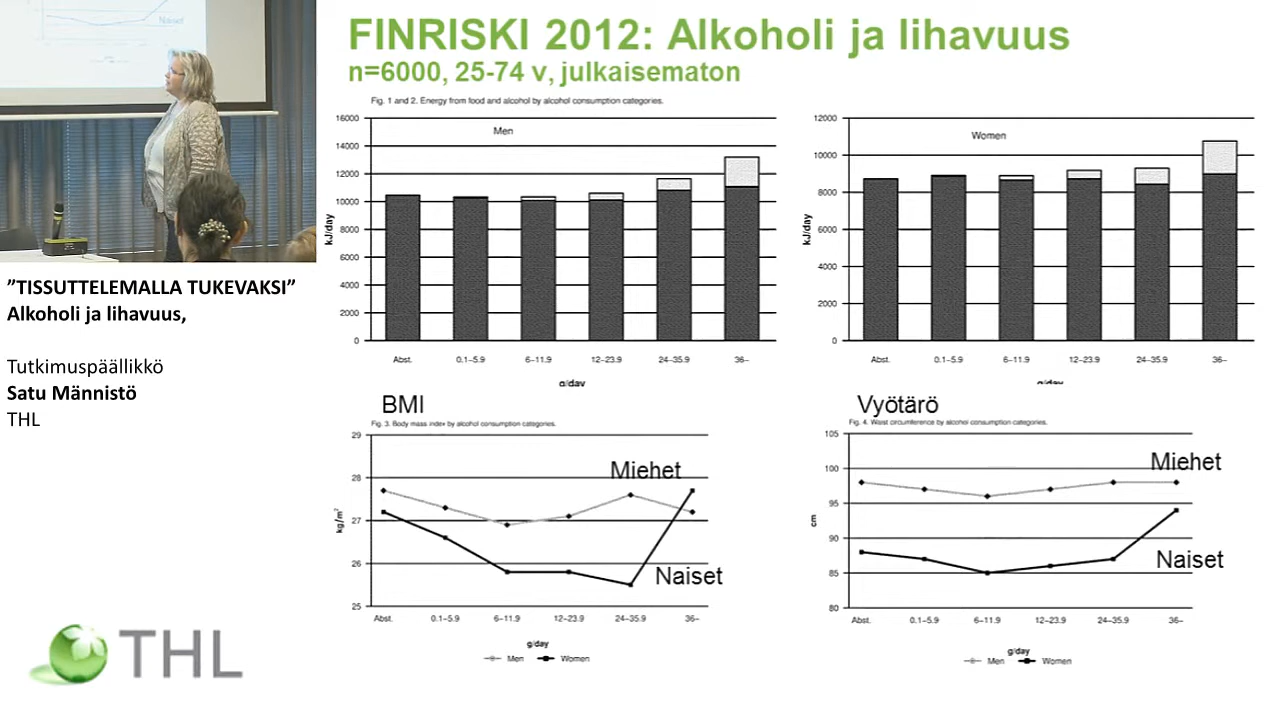 Naiset
FINRISKI 2012: Alkoholi ja lihavuus
n=6000, 25-74 v, julkaisematon
Fig. 1 and 2. Energy from food and alcohol by alcohol consumption categories.
Men
kJ/day
16000
14000
12000
10000
8000
6000
4000
2000
0
Abst. 0.1–5.9 6–11.9 12–23.9 24–35.9 36–
g/day
Women
kJ/day
12000
10000
8000
6000
4000
2000
0
Abst. 0.1–5.9 6–11.9 12–23.9 24–35.9 36–
g/day
"TISSUTTELEMALLA TUKEVAKSI"
Alkoholi ja lihavuus,
Tutkimuspäällikkö
Satu Männistö
THL
BMI
Fig. 3. Body mass index by alcohol consumption categories.
kg/m²
29
28
27
26
25
Miehet
Naiset
Abst. 0.1–5.9 6–11.9 12–23.9 24–35.9 36–
g/day
Men Women
Vyötärö
Fig. 4. Waist circumference by alcohol consumption categories.
cm
105
100
95
90
85
80
Miehet
Naiset
Abst. 0.1–5.9 6–11.9 12–23.9 24–35.9 36–
g/day
Men Women
THL